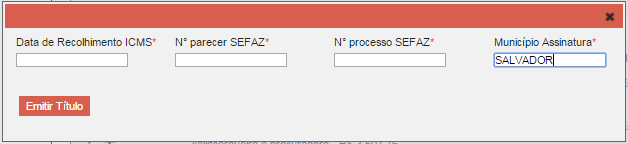 Data de Recolhimento ICMS* N° parecer SEFAZ* N° processo SEFAZ* Município Assinatura*
SALVADOR
Emitir Título